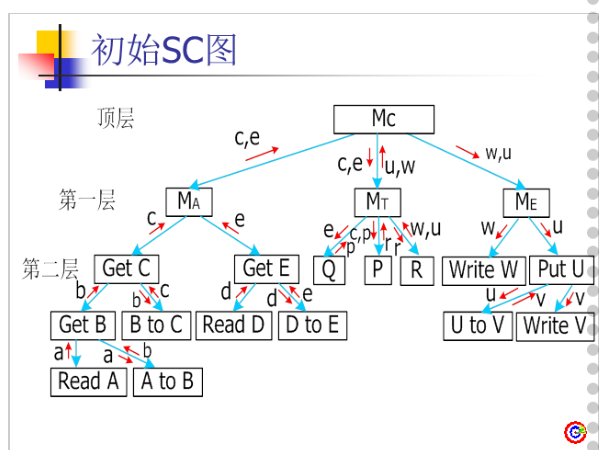 初始SC图
顶层
Mc
c,e
c,e
u,w
w,u
第一层
MA
MT
ME
c
e
e
c,p
p
r
r
w,u
w
u
第二层
Get C
Get E
Q
P
R
Write W
Put U
b
b
c
d
d
e
u
v
v
Get B
B to C
Read D
D to E
U to V
Write V
a
a
b
Read A
A to B